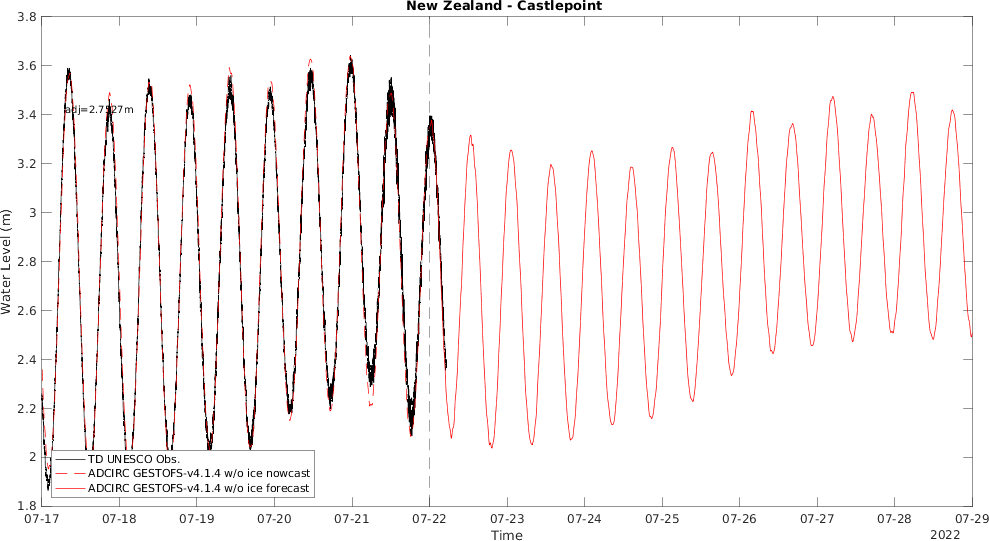 New Zealand - Castlepoint
3.8
3.6
3.4
3.2
3
2.8
2.6
2.4
2.2
2
1.8
Water Level (m)
adj=2.7527m
TD UNESCO Obs.
ADCIRC GESTOFS-v4.1.4 w/o ice nowcast
ADCIRC GESTOFS-v4.1.4 w/o ice forecast
07-17 07-18 07-19 07-20 07-21 07-22 07-23 07-24 07-25 07-26 07-27 07-28 07-29
Time
2022